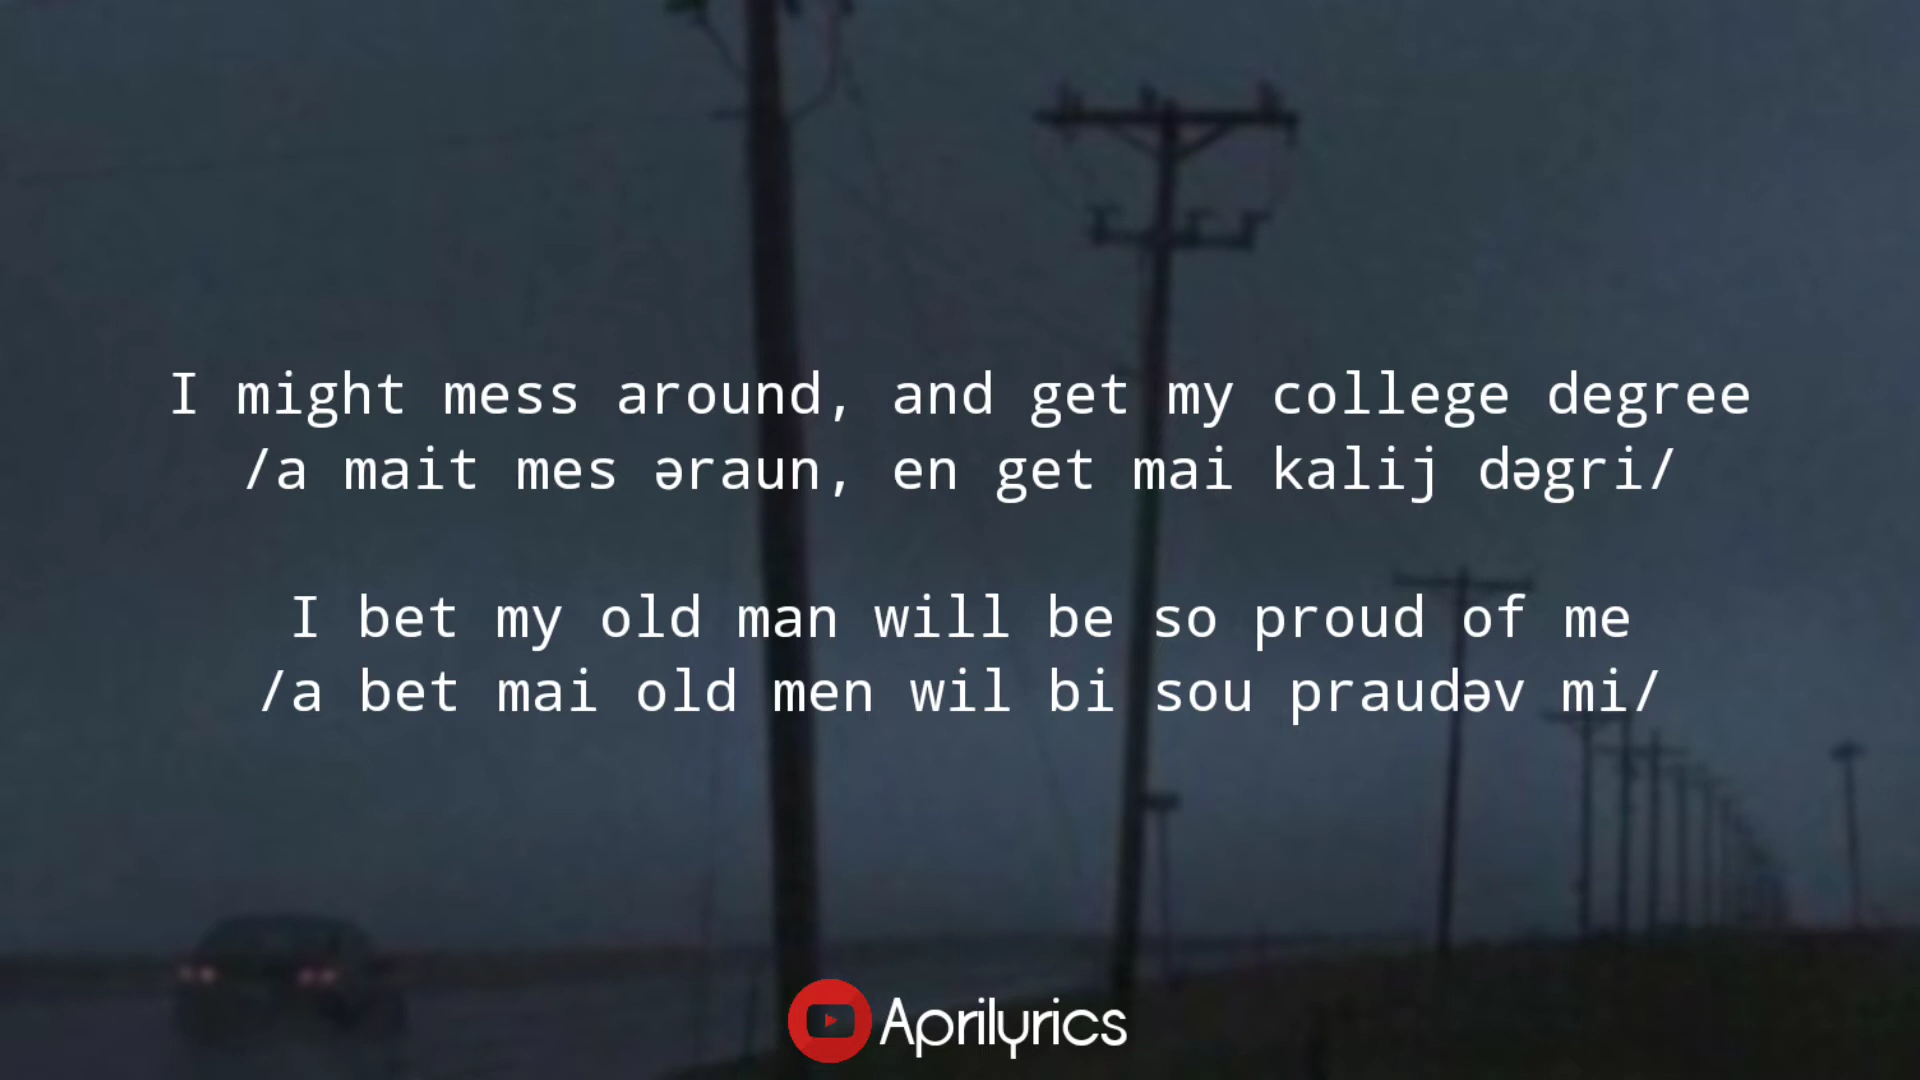 I might mess around, and get my college degree
/a mait mes əraun, en get mai kalij dəgri/
I bet my old man will be so proud of me
/a bet mai old men wil bi sou praudəv mi/
Aprilyrics